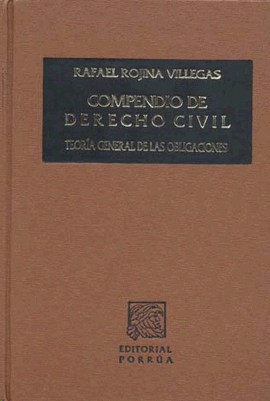 RAFAEL ROJINA VILLEGAS
COMPENDIO DE
DERECHO CIVIL
TEORÍA GENERAL DE LAS OBLIGACIONES
EDITORIAL
PORRÚA